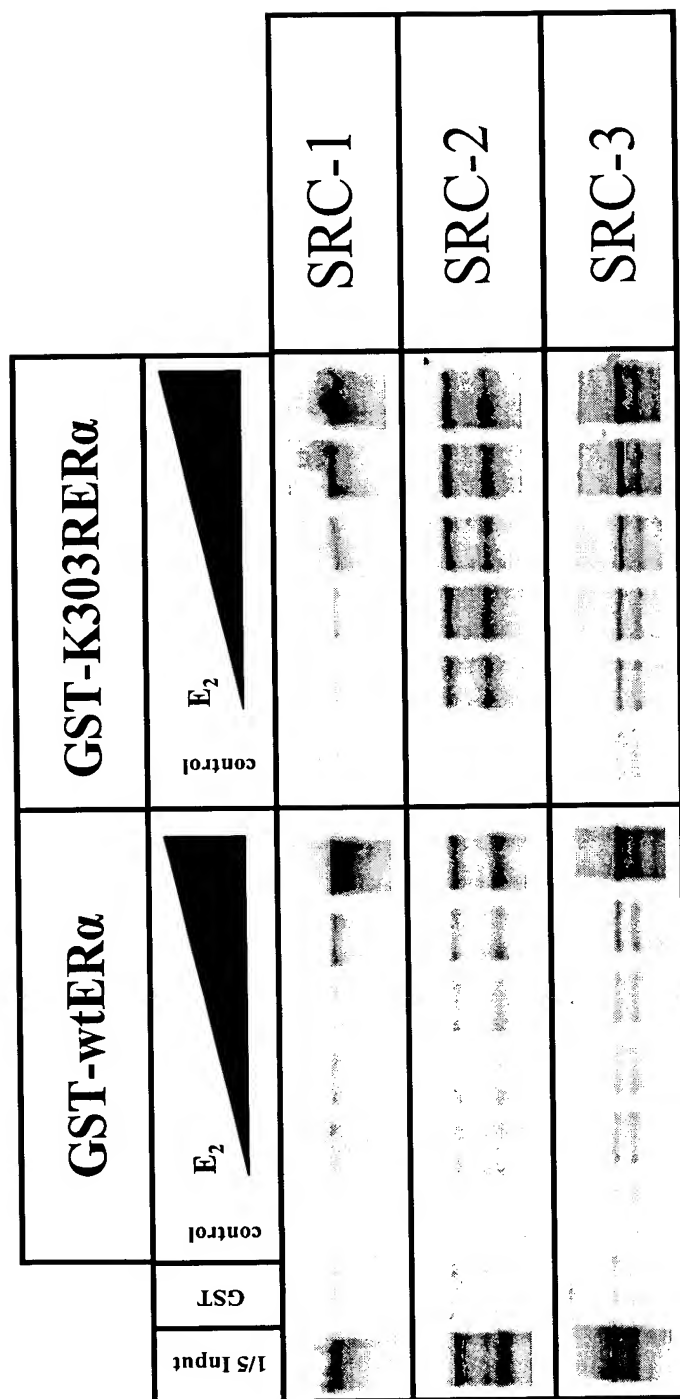 GST-wtERα
GST-K303RERα
1/5 Input
GST
control
E₂
control
E₂
SRC-1
SRC-2
SRC-3